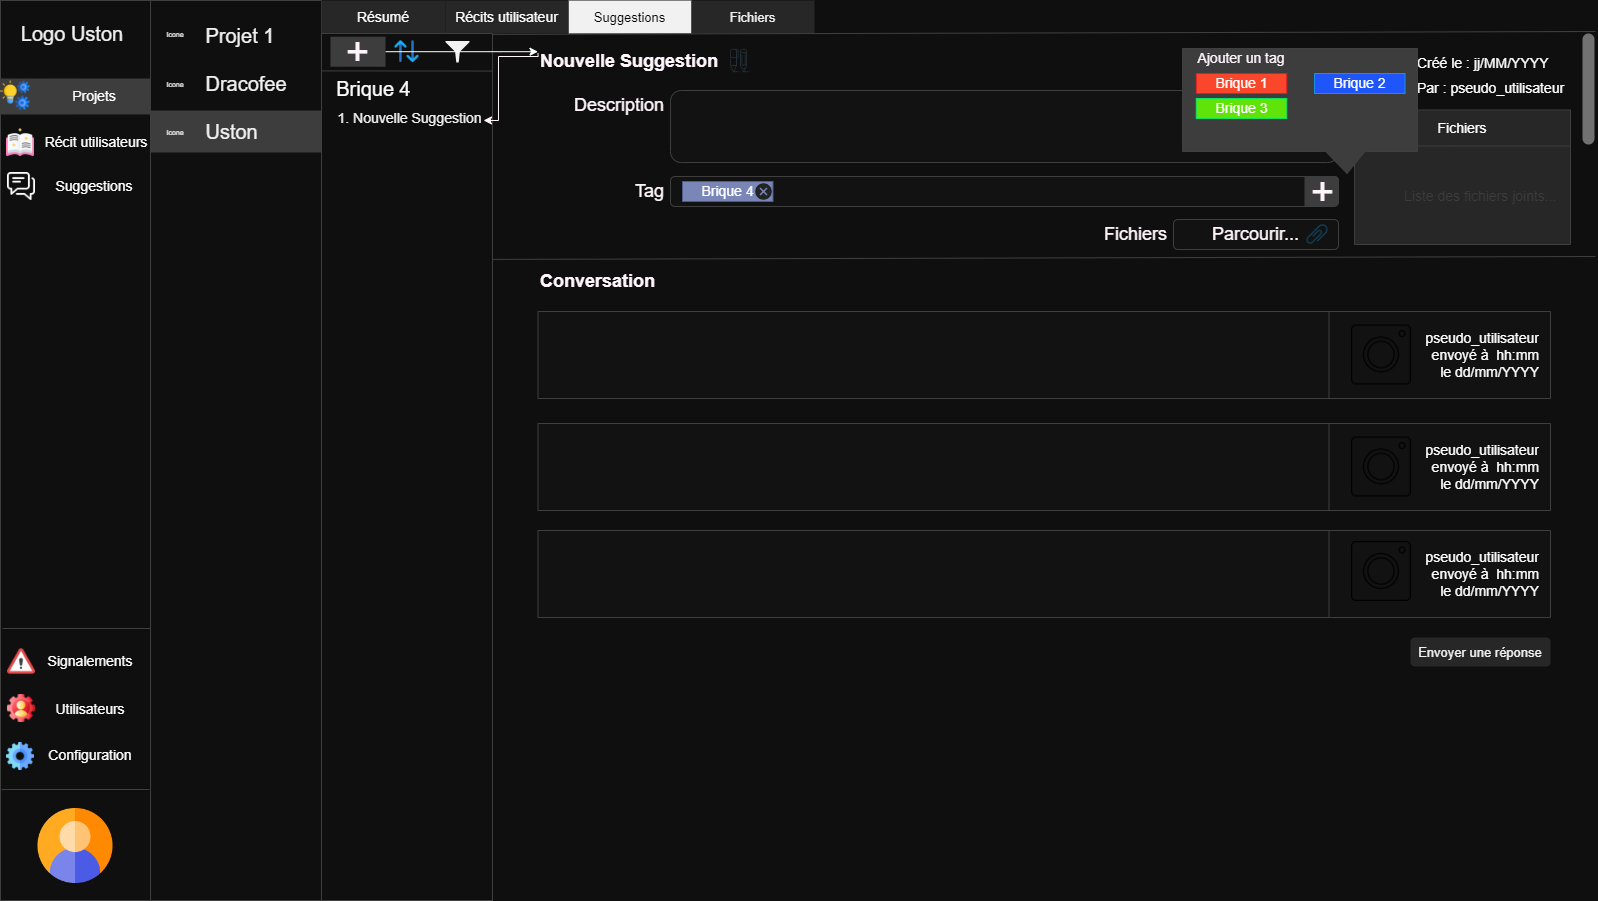 Logo Uston
Projets
Récit utilisateurs
Suggestions
Signalements
Utilisateurs
Configuration
Icone Projet 1
Icone Dracofee
Icone Uston
Résumé
Récits utilisateur
Suggestions
Fichiers
Brique 4
1. Nouvelle Suggestion
Nouvelle Suggestion
Description
Tag
Brique 4
Ajouter un tag
Brique 1
Brique 2
Brique 3
Créé le : jj/MM/YYYY
Par : pseudo_utilisateur
Fichiers
Liste des fichiers joints...
Fichiers
Parcourir...
Conversation
pseudo_utilisateur
envoyé à hh:mm
le dd/mm/YYYY
pseudo_utilisateur
envoyé à hh:mm
le dd/mm/YYYY
pseudo_utilisateur
envoyé à hh:mm
le dd/mm/YYYY
Envoyer une réponse